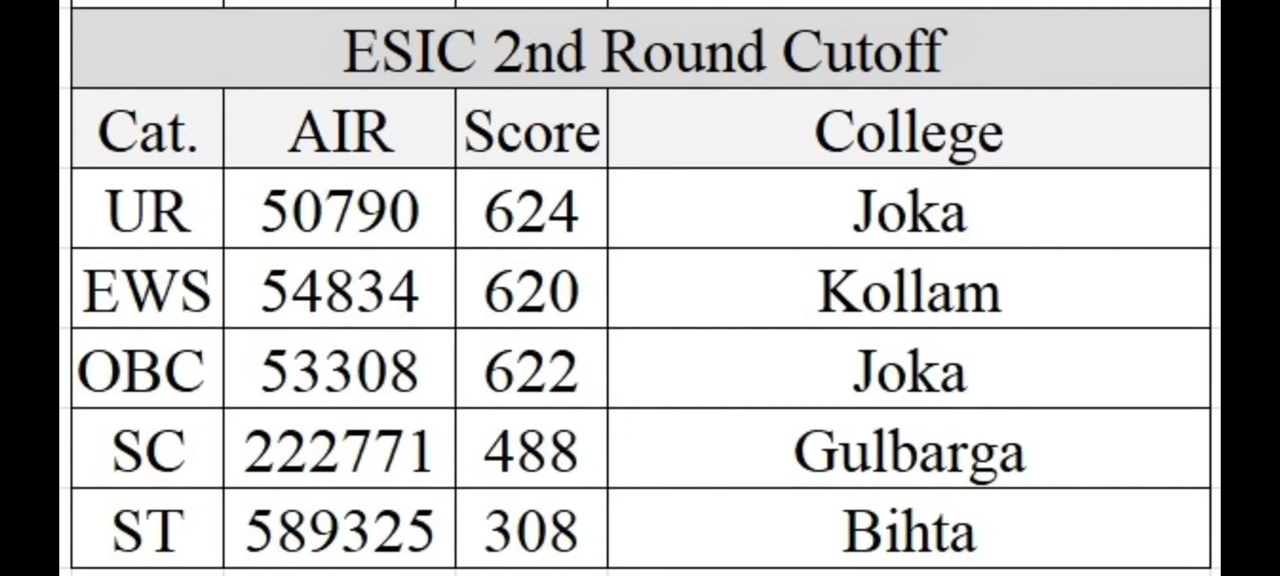 ESIC 2nd Round Cutoff
Cat. AIR Score College
UR 50790 624 Joka
EWS 54834 620 Kollam
OBC 53308 622 Joka
SC 222771 488 Gulbarga
ST 589325 308 Bihta